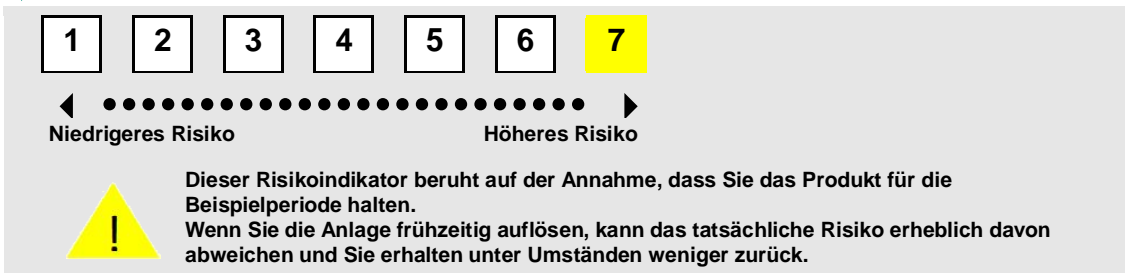 1 2 3 4 5 6 7
Niedrigeres Risiko Höheres Risiko
Dieser Risikoindikator beruht auf der Annahme, dass Sie das Produkt für die
Beispielperiode halten.
! Wenn Sie die Anlage frühzeitig auflösen, kann das tatsächliche Risiko erheblich davon
abweichen und Sie erhalten unter Umständen weniger zurück.